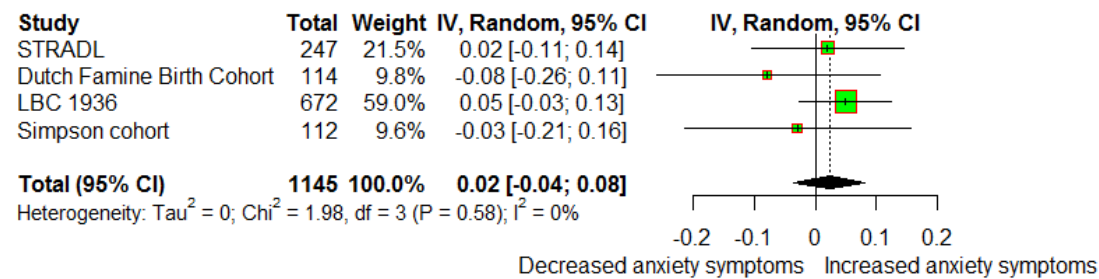 Study Total Weight IV, Random, 95% CI IV, Random, 95% CI
STRADL 247 21.5% 0.02 [-0.11; 0.14]
Dutch Famine Birth Cohort 114 9.8% -0.08 [-0.26; 0.11]
LBC 1936 672 59.0% 0.05 [-0.03; 0.13]
Simpson cohort 112 9.6% -0.03 [-0.21; 0.16]
Total (95% CI) 1145 100.0% 0.02 [-0.04; 0.08]
Heterogeneity: Tau² = 0; Chi² = 1.98, df = 3 (P = 0.58); I² = 0%
-0.2 -0.1 0 0.1 0.2
Decreased anxiety symptoms Increased anxiety symptoms